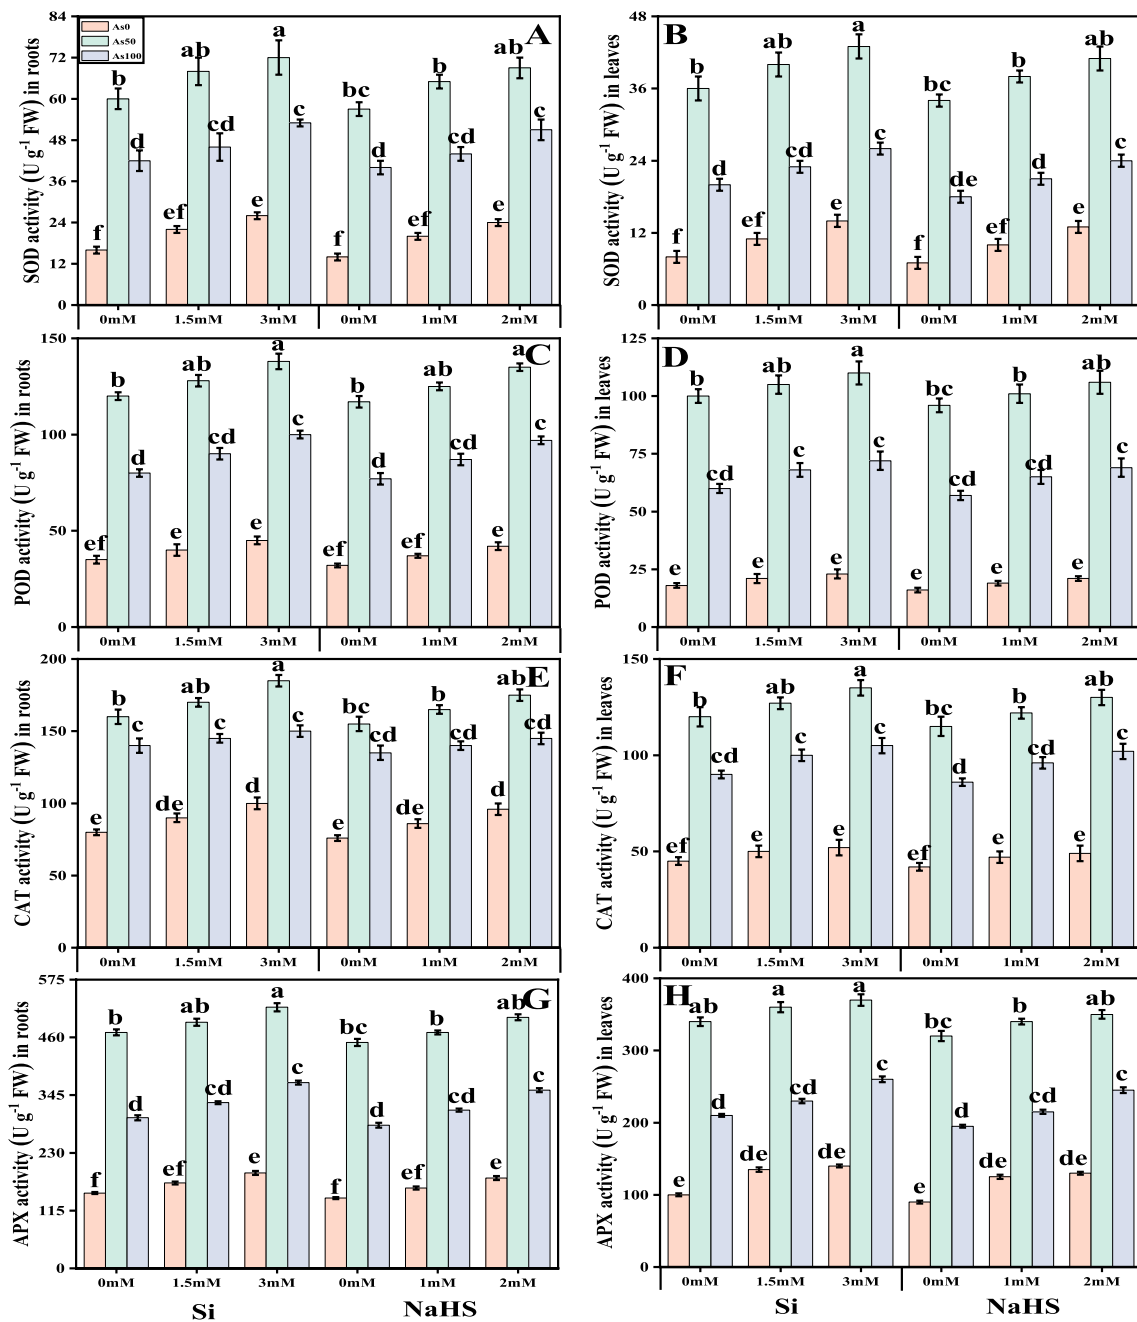 As0
As50
As100
A
SOD activity (U g-1 FW) in roots
84
72
60
48
36
24
12
0
f b d
ef ab cd
e a c
f bc d
ef b cd
e ab c
0mM 1.5mM 3mM 0mM 1mM 2mM
B
SOD activity (U g-1 FW) in leaves
48
36
24
12
0
f b d
ef ab cd
e a c
f bc de
ef b d
e ab c
0mM 1.5mM 3mM 0mM 1mM 2mM
C
POD activity (U g-1 FW) in roots
150
100
50
0
ef b d
e ab cd
e a c
ef b d
ef ab cd
e a c
0mM 1.5mM 3mM 0mM 1mM 2mM
D
POD activity (U g-1 FW) in leaves
125
100
75
50
25
0
e b cd
e ab c
e a c
e bc cd
e b cd
e ab c
0mM 1.5mM 3mM 0mM 1mM 2mM
E
CAT activity (U g-1 FW) in roots
200
150
100
50
0
e b c
de ab c
d a c
e bc cd
de b cd
d ab cd
0mM 1.5mM 3mM 0mM 1mM 2mM
F
CAT activity (U g-1 FW) in leaves
150
100
50
0
ef b cd
e ab c
e a c
ef bc d
e b cd
e ab c
0mM 1.5mM 3mM 0mM 1mM 2mM
G
APX activity (U g-1 FW) in roots
575
460
345
230
115
0
f b d
ef ab cd
e a c
f bc d
ef b cd
e ab c
0mM 1.5mM 3mM 0mM 1mM 2mM
Si NaHS
H
APX activity (U g-1 FW) in leaves
400
300
200
100
0
e ab d
de a cd
de a c
e bc d
de b cd
de ab c
0mM 1.5mM 3mM 0mM 1mM 2mM
Si NaHS